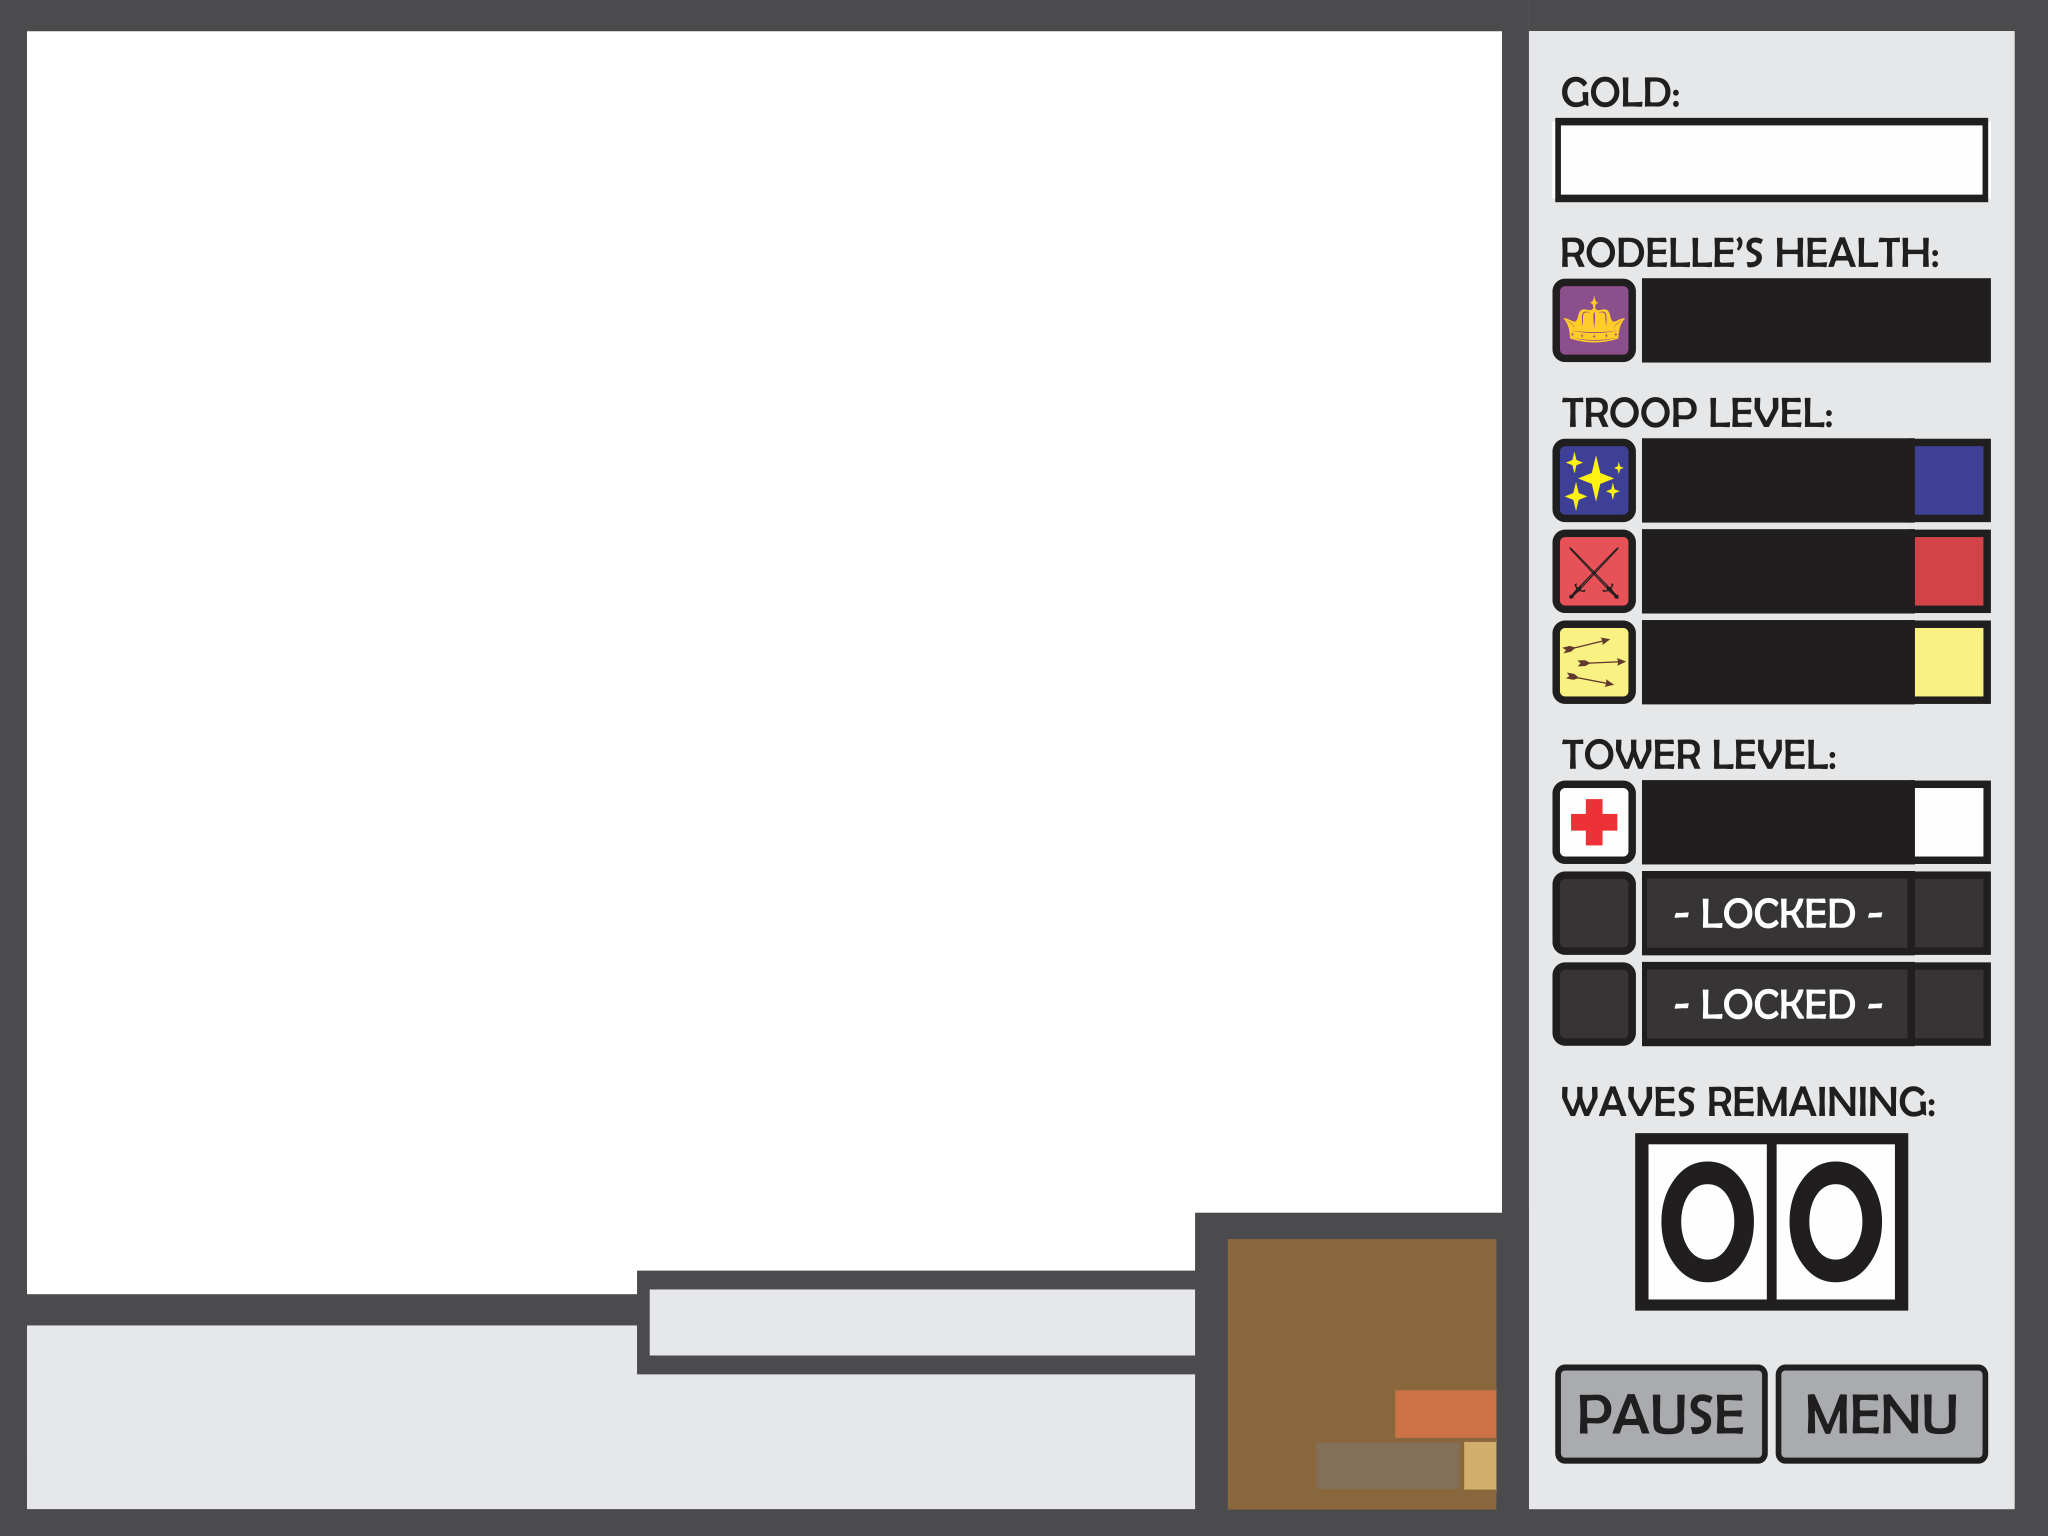 GOLD:
RODELLE'S HEALTH:
TROOP LEVEL:
TOWER LEVEL:
- LOCKED -
- LOCKED -
WAVES REMAINING:
00
PAUSE MENU